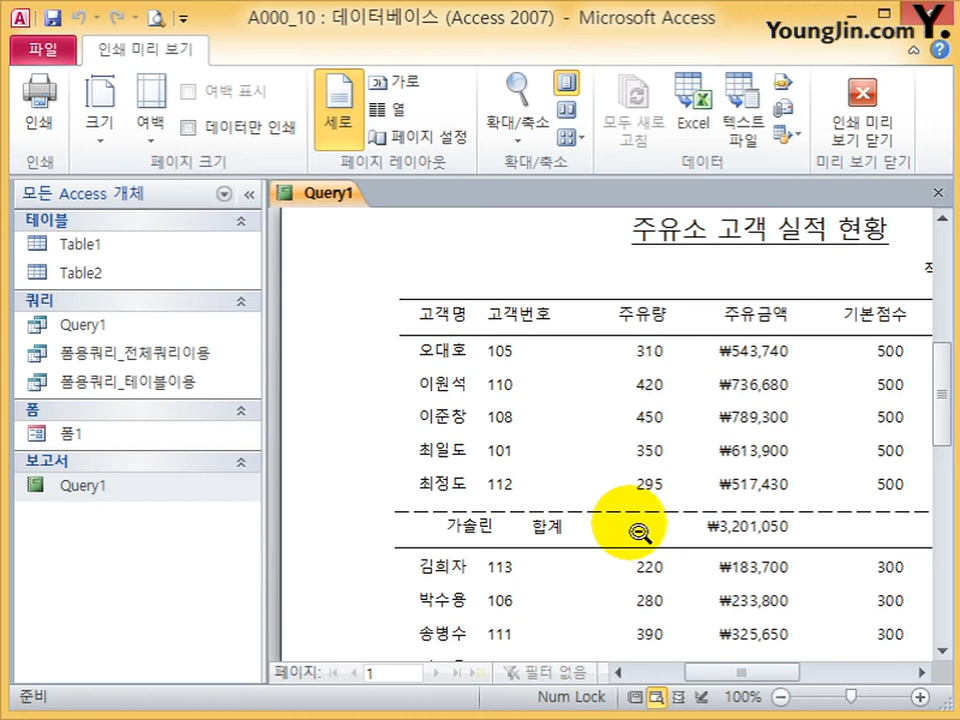 A000_10 : 데이터베이스 (Access 2007) - Microsoft Access
YoungJin.com Y.
파일 인쇄 미리 보기
인쇄 크기 여백 여백 표시 데이터만 인쇄 세로 가로 열 페이지 설정 확대/축소 모두 새로 고침 Excel 텍스트 파일 인쇄 미리 보기 닫기
인쇄 페이지 크기 페이지 레이아웃 확대/축소 데이터 미리 보기 닫기
모든 Access 개체
테이블
Table1
Table2
쿼리
Query1
폼용쿼리_전체쿼리이용
폼용쿼리_테이블이용
폼
폼1
보고서
Query1
Query1
주유소 고객 실적 현황
고객명 고객번호 주유량 주유금액 기본점수
오대호 105 310 ₩543,740 500
이원석 110 420 ₩736,680 500
이준창 108 450 ₩789,300 500
최일도 101 350 ₩613,900 500
최정도 112 295 ₩517,430 500
가솔린 합계 ₩3,201,050
김희자 113 220 ₩183,700 300
박수용 106 280 ₩233,800 300
송병수 111 390 ₩325,650 300
페이지: 1 필터 없음
준비 Num Lock 100%